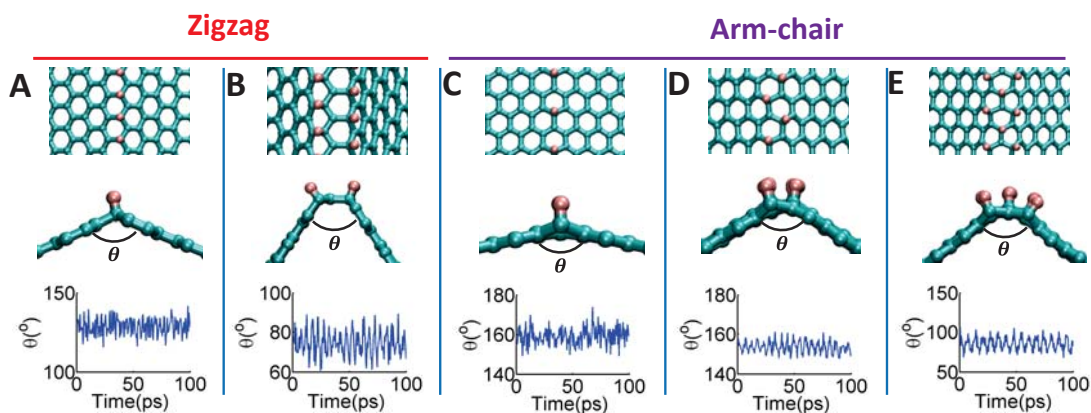 Zigzag
Arm-chair
A
B
C
D
E
θ
θ
θ
θ
θ
150
100
θ(°)
0
50
100
Time(ps)
100
80
60
θ(°)
0
50
100
Time(ps)
180
160
140
θ(°)
0
50
100
Time(ps)
180
160
140
θ(°)
0
50
100
Time(ps)
150
100
50
θ(°)
0
50
100
Time(ps)